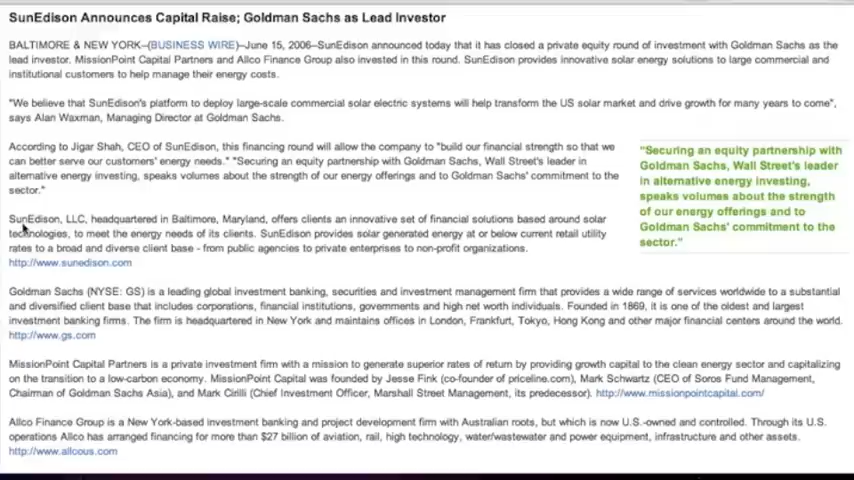 SunEdison Announces Capital Raise; Goldman Sachs as Lead Investor
BALTIMORE & NEW YORK--(BUSINESS WIRE)--June 15, 2006--SunEdison announced today that it has closed a private equity round of investment with Goldman Sachs as the
lead investor. MissionPoint Capital Partners and Allco Finance Group also invested in this round. SunEdison provides innovative solar energy solutions to large commercial and
institutional customers to help manage their energy costs.
"We believe that SunEdison's platform to deploy large-scale commercial solar electric systems will help transform the US solar market and drive growth for many years to come",
says Alan Waxman, Managing Director at Goldman Sachs.
According to Jigar Shah, CEO of SunEdison, this financing round will allow the company to "build our financial strength so that we
can better serve our customers' energy needs." "Securing an equity partnership with Goldman Sachs, Wall Street's leader in
alternative energy investing, speaks volumes about the strength of our energy offerings and to Goldman Sachs' commitment to the
sector."
"Securing an equity partnership with
Goldman Sachs, Wall Street's leader
in alternative energy investing,
speaks volumes about the strength
of our energy offerings and to
Goldman Sachs' commitment to the
sector."
SunEdison, LLC, headquartered in Baltimore, Maryland, offers clients an innovative set of financial solutions based around solar
technologies, to meet the energy needs of its clients. SunEdison provides solar generated energy at or below current retail utility
rates to a broad and diverse client base - from public agencies to private enterprises to non-profit organizations.
http://www.sunedison.com
Goldman Sachs (NYSE: GS) is a leading global investment banking, securities and investment management firm that provides a wide range of services worldwide to a substantial
and diversified client base that includes corporations, financial institutions, governments and high net worth individuals. Founded in 1869, it is one of the oldest and largest
investment banking firms. The firm is headquartered in New York and maintains offices in London, Frankfurt, Tokyo, Hong Kong and other major financial centers around the world.
http://www.gs.com
MissionPoint Capital Partners is a private investment firm with a mission to generate superior rates of return by providing growth capital to the clean energy sector and capitalizing
on the transition to a low-carbon economy. MissionPoint Capital was founded by Jesse Fink (co-founder of priceline.com), Mark Schwartz (CEO of Soros Fund Management,
Chairman of Goldman Sachs Asia), and Mark Cirilli (Chief Investment Officer, Marshall Street Management, its predecessor). http://www.missionpointcapital.com/
Allco Finance Group is a New York-based investment banking and project development firm with Australian roots, but which is now U.S.-owned and controlled. Through its U.S.
operations Allco has arranged financing for more than $27 billion of aviation, rail, high technology, water/wastewater and power equipment, infrastructure and other assets.
http://www.allcous.com